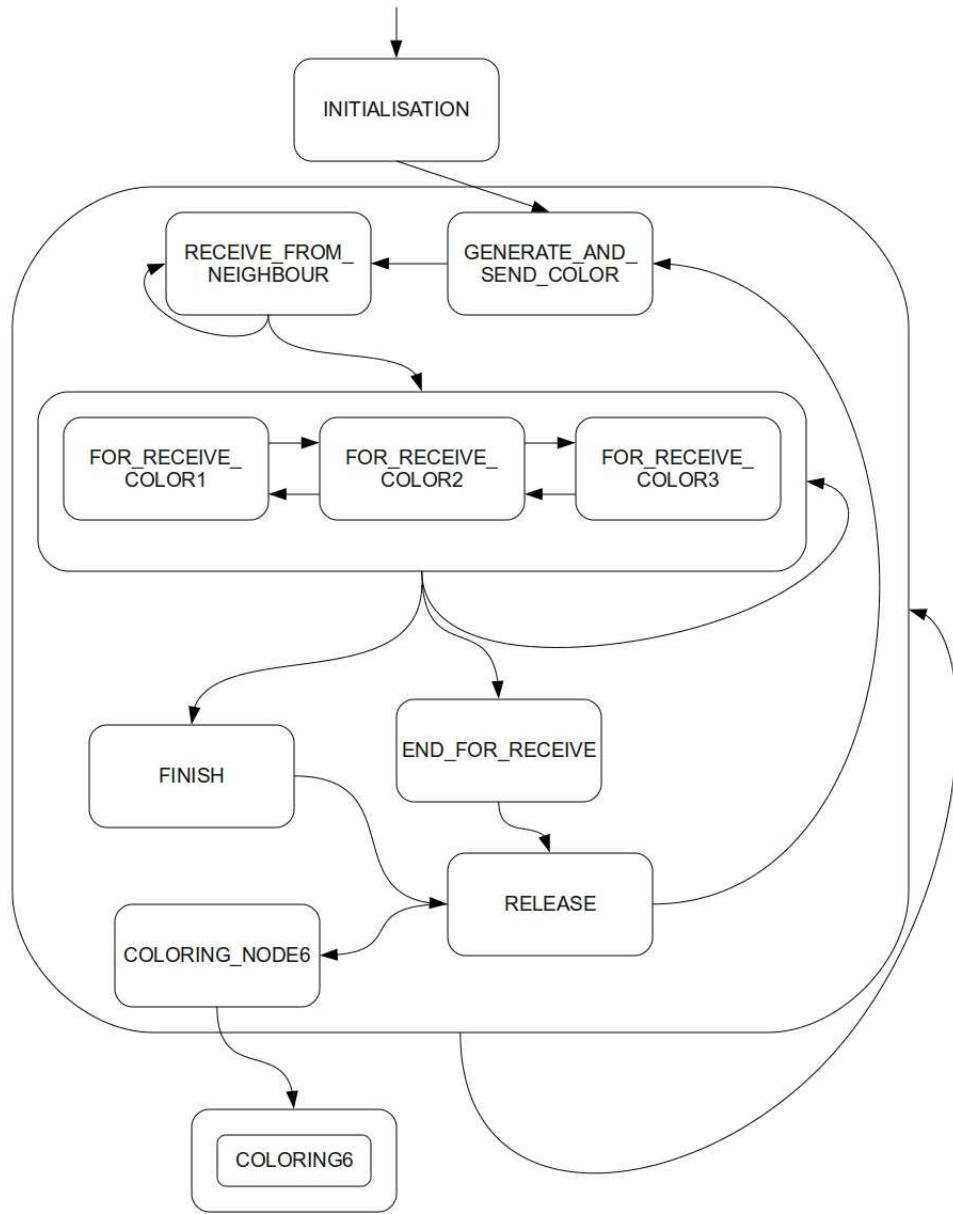 INITIALISATION
RECEIVE_FROM_
NEIGHBOUR
GENERATE_AND_
SEND_COLOR
FOR_RECEIVE_
COLOR1
FOR_RECEIVE_
COLOR2
FOR_RECEIVE_
COLOR3
FINISH
END_FOR_RECEIVE
RELEASE
COLORING_NODE6
COLORING6